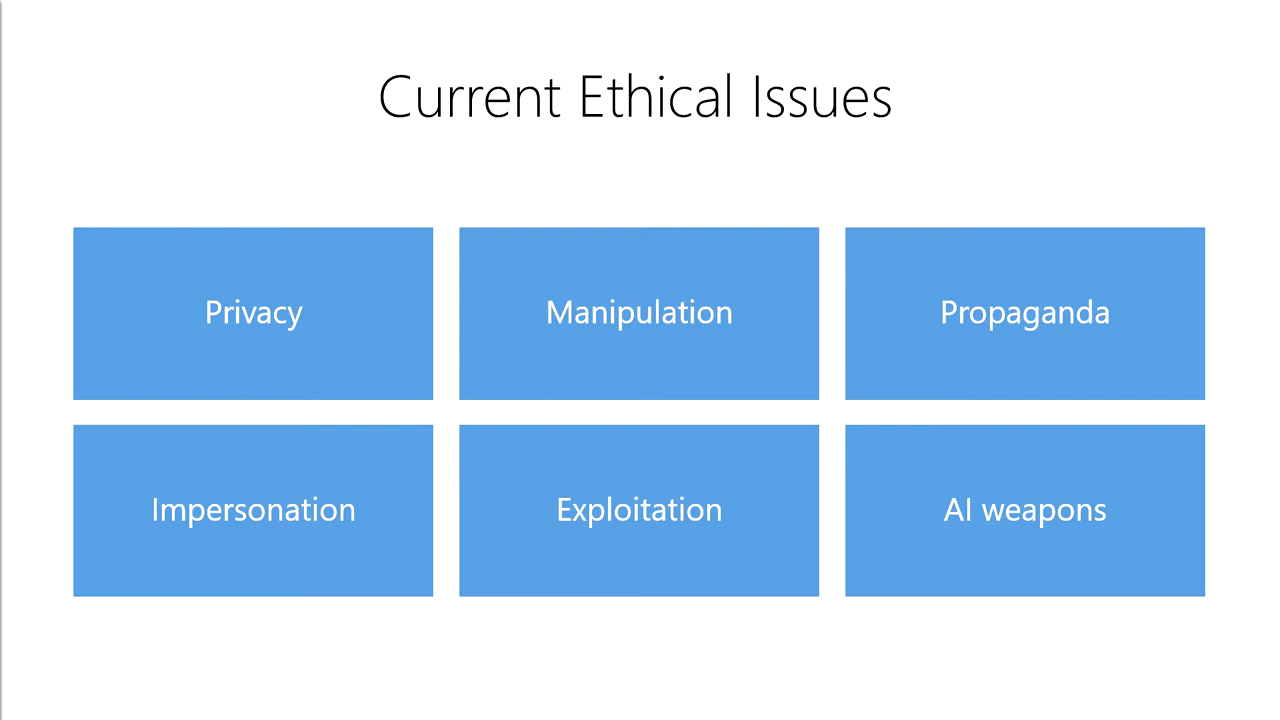 Current Ethical Issues
Privacy
Manipulation
Propaganda
Impersonation
Exploitation
AI weapons